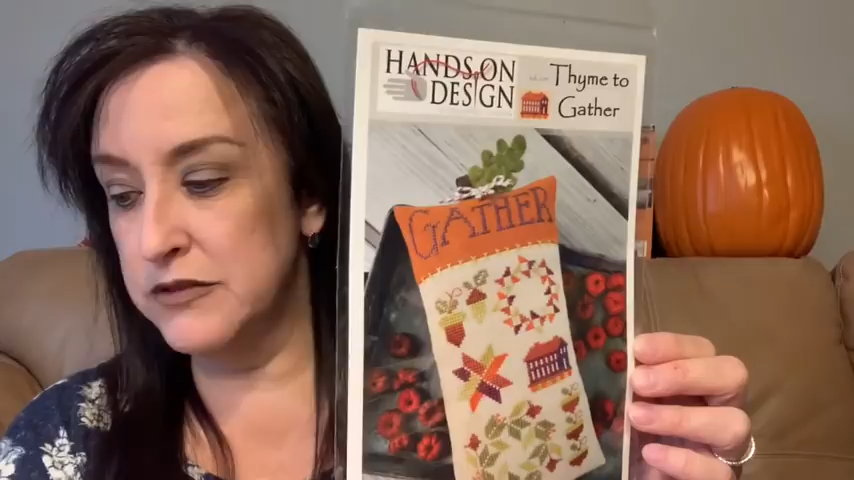 HANDS ON
DESIGN
Thyme to
Gather
GATHER